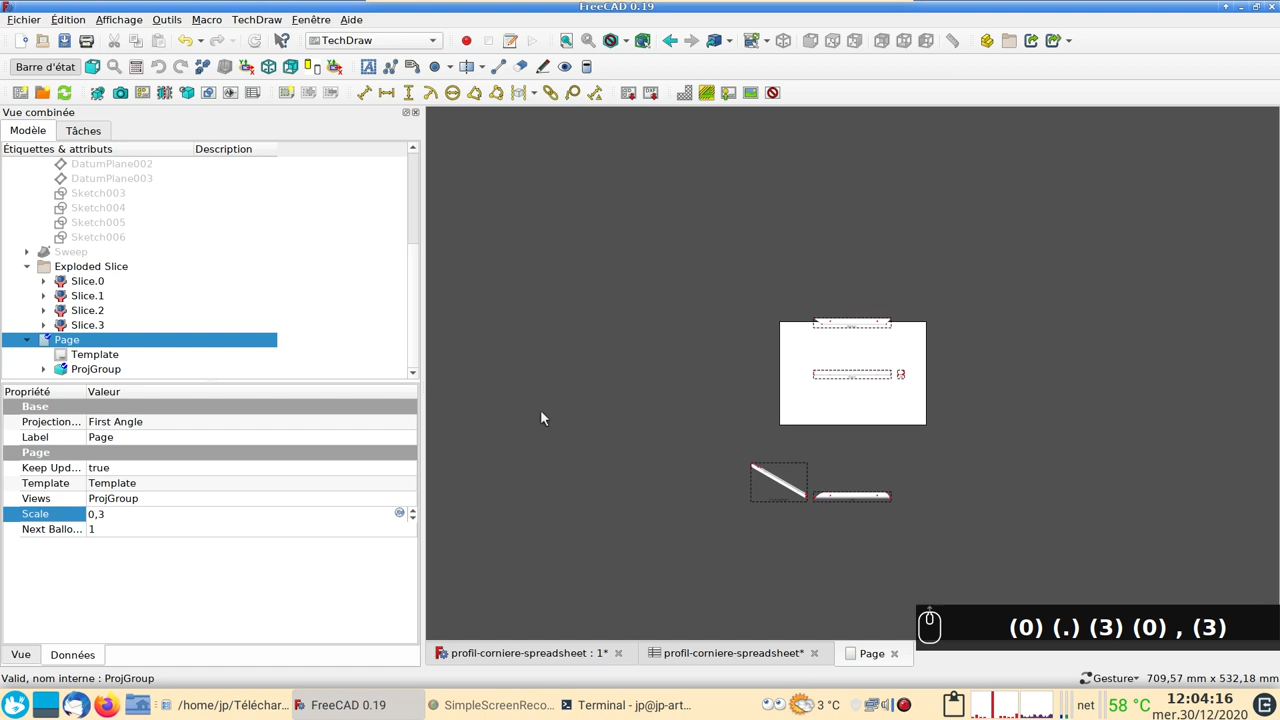 FreeCAD 0.19
Fichier Édition Affichage Outils Macro TechDraw Fenêtre Aide
TechDraw
Barre d'état
Vue combinée
Modèle Tâches
Étiquettes & attributs Description
DatumPlane002
DatumPlane003
Sketch003
Sketch004
Sketch005
Sketch006
Sweep
Exploded Slice
Slice.0
Slice.1
Slice.2
Slice.3
Page
Template
ProjGroup
Propriété Valeur
Base
Projection... First Angle
Label Page
Page
Keep Upd... true
Template Template
Views ProjGroup
Scale 0,3
Next Ballo... 1
(0) (.) (3) (0) , (3)
Vue Données
profil-corniere-spreadsheet : 1* profil-corniere-spreadsheet* Page
Valid, nom interne : ProjGroup
Gesture 709,57 mm x 532,18 mm
/home/jp/Téléchar... FreeCAD 0.19 SimpleScreenReco... Terminal - jp@jp-art... 3 °C net 58 °C 12:04:16
mer.30/12/2020